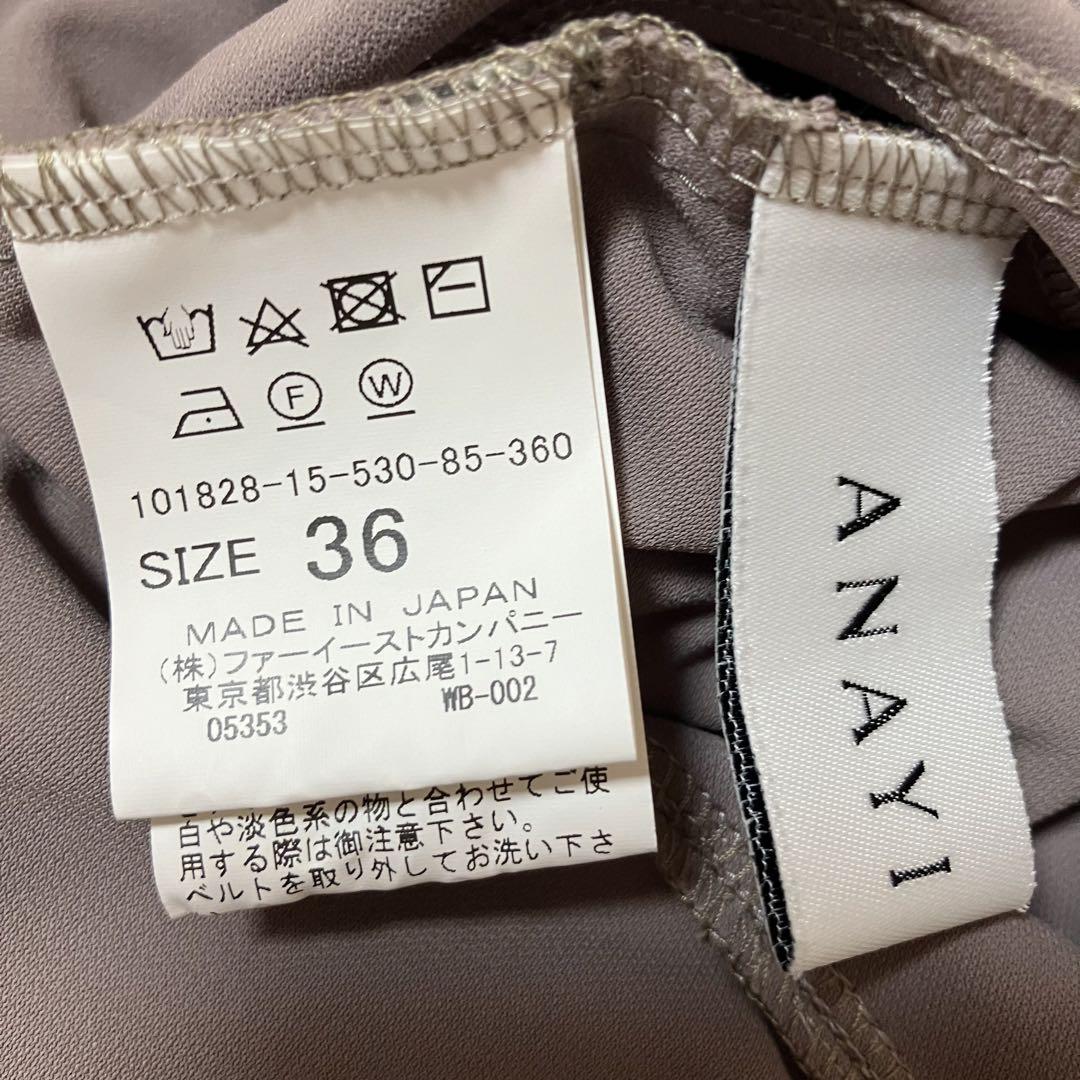 F W
101828-15-530-85-360
SIZE 36
MADE IN JAPAN
(株)ファーイーストカンパニー
東京都渋谷区広尾1-13-7
05353 WB-002
や淡色系の物と合わせてご使
用する際は御注意下さい。
ベルトを取り外してお洗い下さ
ANAYI